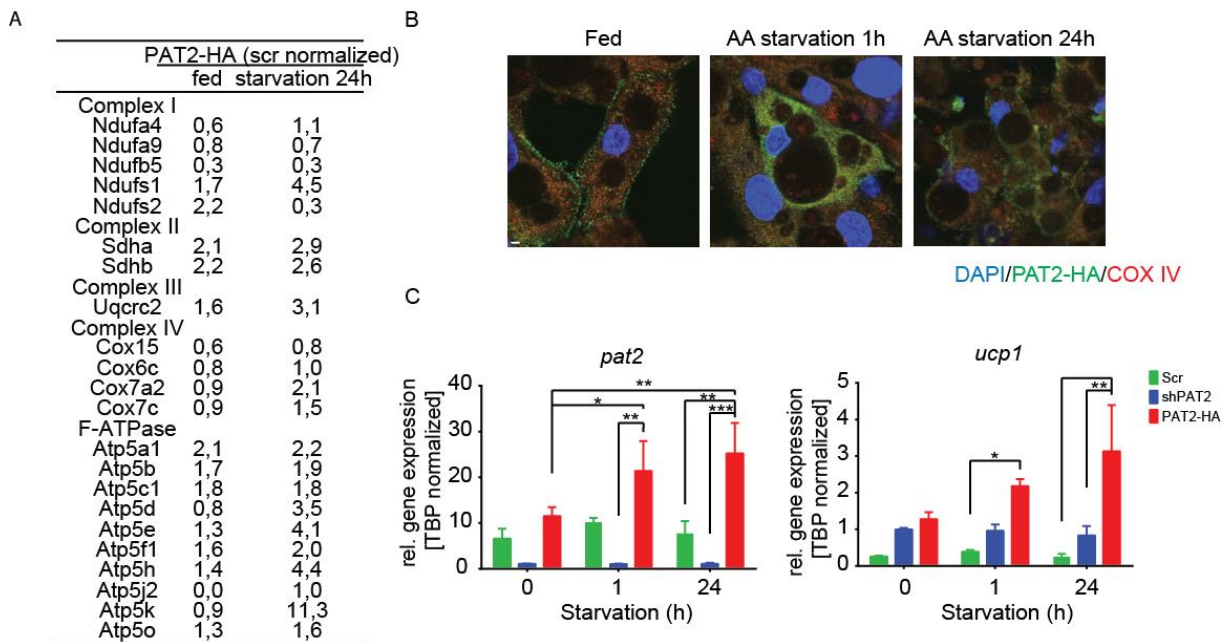 A
PAT2-HA (scr normalized)
fed starvation 24h
Complex I
Ndufa4 0,6 1,1
Ndufa9 0,8 0,7
Ndufb5 0,3 0,3
Ndufs1 1,7 4,5
Ndufs2 2,2 0,3
Complex II
Sdha 2,1 2,9
Sdhb 2,2 2,6
Complex III
Uqcrc2 1,6 3,1
Complex IV
Cox15 0,6 0,8
Cox6c 0,8 1,0
Cox7a2 0,9 2,1
Cox7c 0,9 1,5
F-ATPase
Atp5a1 2,1 2,2
Atp5b 1,7 1,9
Atp5c1 1,8 1,8
Atp5d 0,8 3,5
Atp5e 1,3 4,1
Atp5f1 1,6 2,0
Atp5h 1,4 4,4
Atp5j2 0,0 1,0
Atp5k 0,9 11,3
Atp5o 1,3 1,6
B
Fed AA starvation 1h AA starvation 24h
DAPI/PAT2-HA/COX IV
C
pat2
rel. gene expression
[TBP normalized]
40
30
20
10
0
** 
* ** 
** ***
0 1 24
Starvation (h)
ucp1
rel. gene expression
[TBP normalized]
5
4
3
2
1
0
* **
0 1 24
Starvation (h)
Scr
shPAT2
PAT2-HA